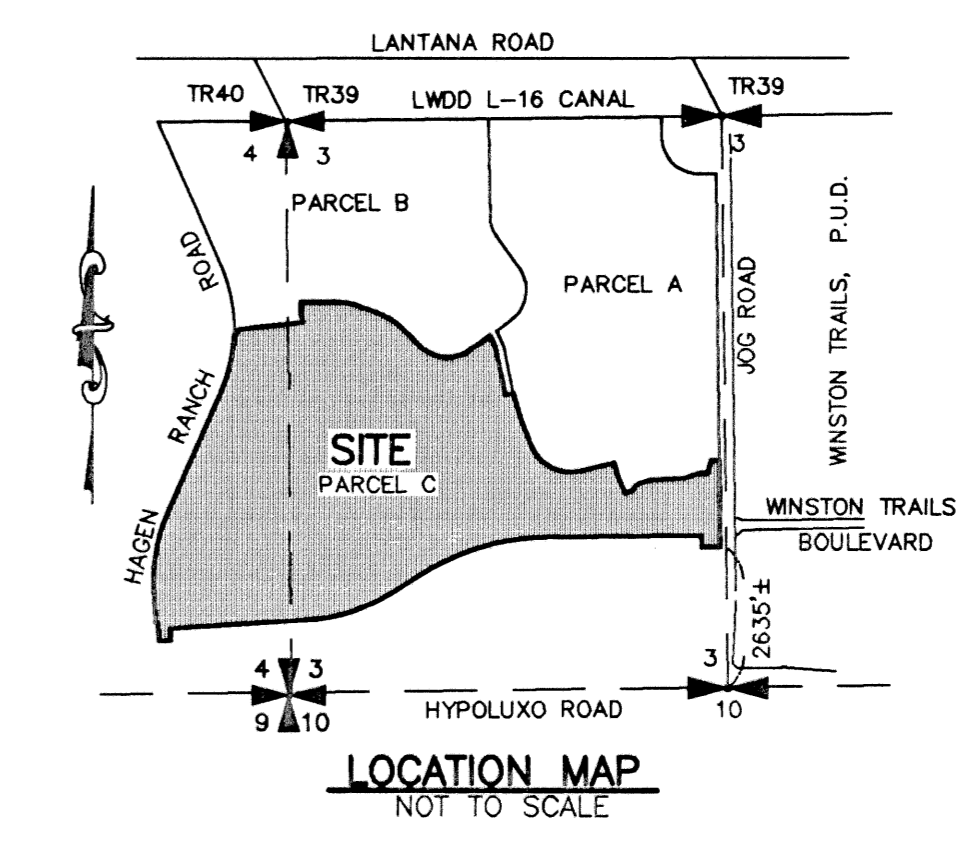 LANTANA ROAD
TR40
TR39
LWDD L-16 CANAL
TR39
4
3
3
PARCEL B
PARCEL A
ROAD
JOG ROAD
WINSTON TRAILS, P.U.D.
RANCH
SITE
PARCEL C
HAGEN
WINSTON TRAILS
BOULEVARD
2635'±
4
3
3
9
10
HYPOLUXO ROAD
10
LOCATION MAP
NOT TO SCALE